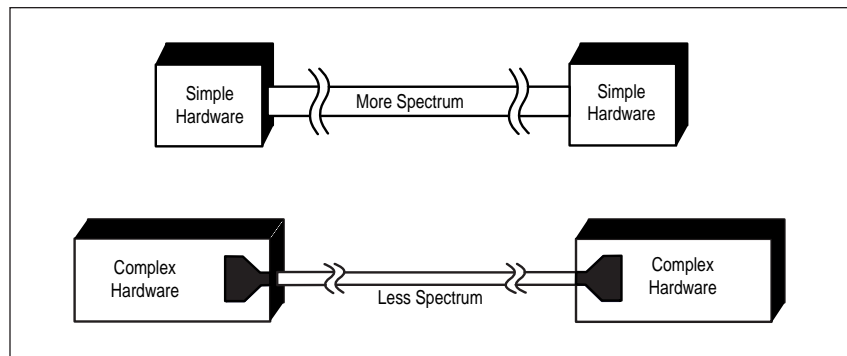 Simple
Hardware
More Spectrum
Simple
Hardware
Complex
Hardware
Less Spectrum
Complex
Hardware